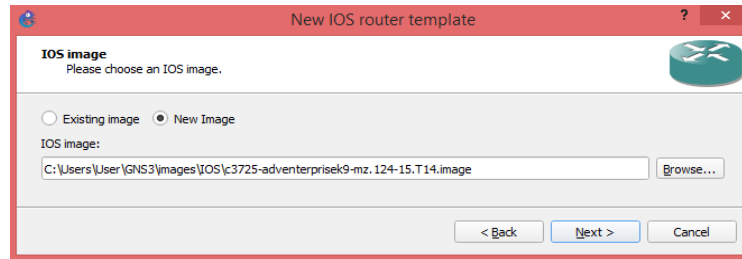 New IOS router template
? ×
IOS image
Please choose an IOS image.
Existing image New Image
IOS image:
C:\Users\User\GNS3\images\IOS\c3725-adventerprisek9-mz.124-15.T14.image Browse...
< Back Next > Cancel